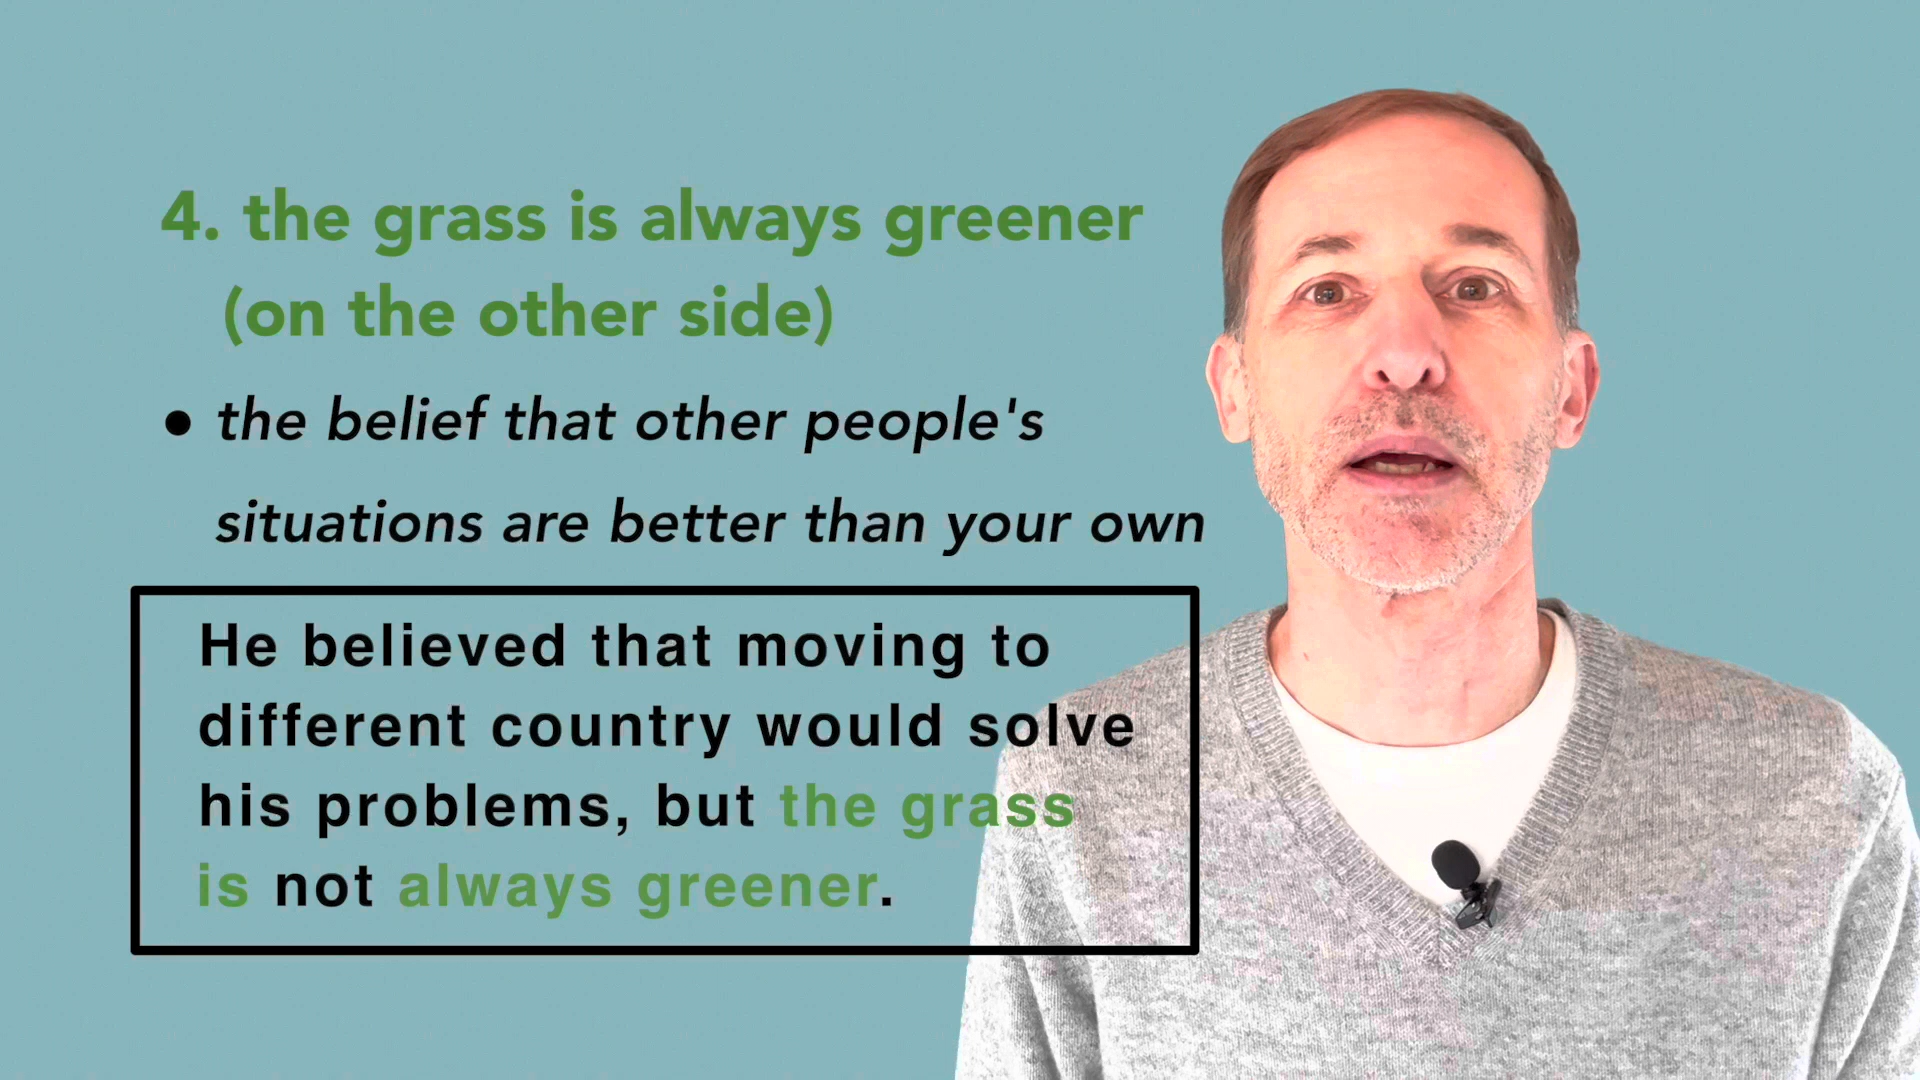 4. the grass is always greener
(on the other side)
• the belief that other people's
situations are better than your own
He believed that moving to
different country would solve
his problems, but the grass
is not always greener.